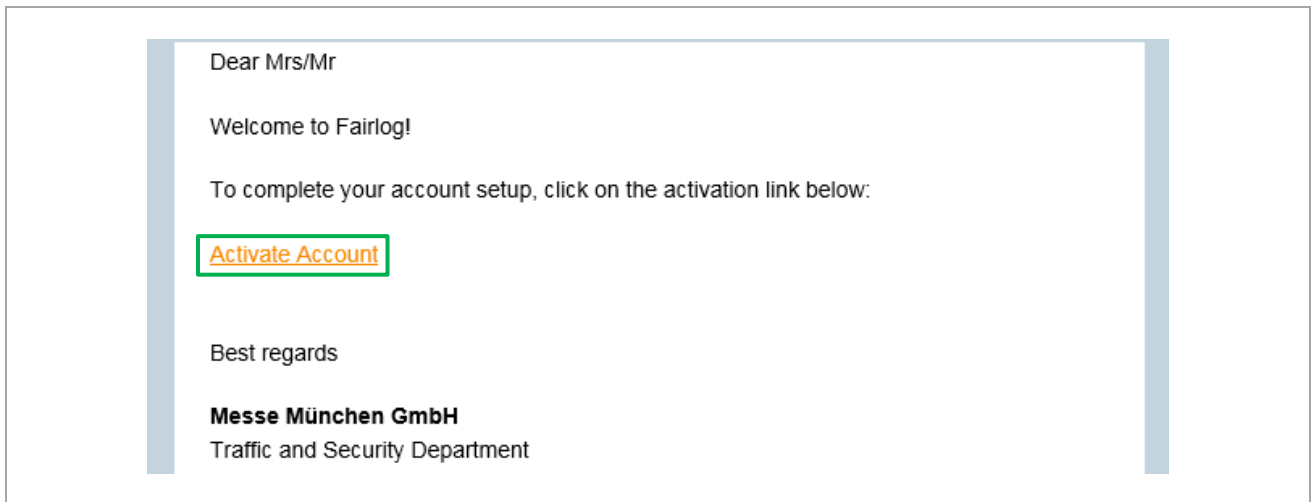 Dear Mrs/Mr
Welcome to Fairlog!
To complete your account setup, click on the activation link below:
Activate Account
Best regards
Messe München GmbH
Traffic and Security Department